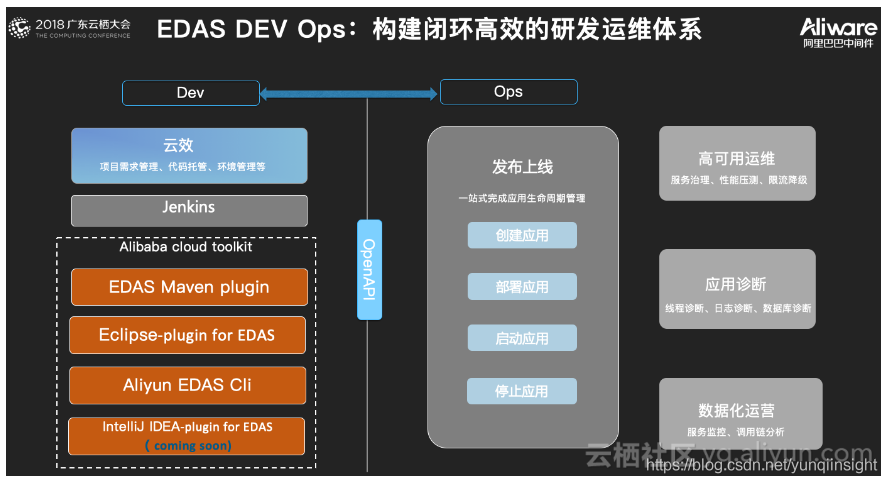 2018广东云栖大会
THE COMPUTING CONFERENCE
EDAS DEV Ops：构建闭环高效的研发运维体系
Aliware
阿里巴巴中间件
Dev
Ops
云效
项目需求管理、代码托管、环境管理等
Jenkins
Alibaba cloud toolkit
EDAS Maven plugin
Eclipse-plugin for EDAS
Aliyun EDAS Cli
IntelliJ IDEA-plugin for EDAS
( coming soon)
OpenAPI
发布上线
一站式完成应用生命周期管理
创建应用
部署应用
启动应用
停止应用
高可用运维
服务治理、性能压测、限流降级
应用诊断
线程诊断、日志诊断、数据库诊断
数据化运营
服务监控、调用链分析
云栖社区 yq.aliyun.com
https://blog.csdn.net/yunqiinsight